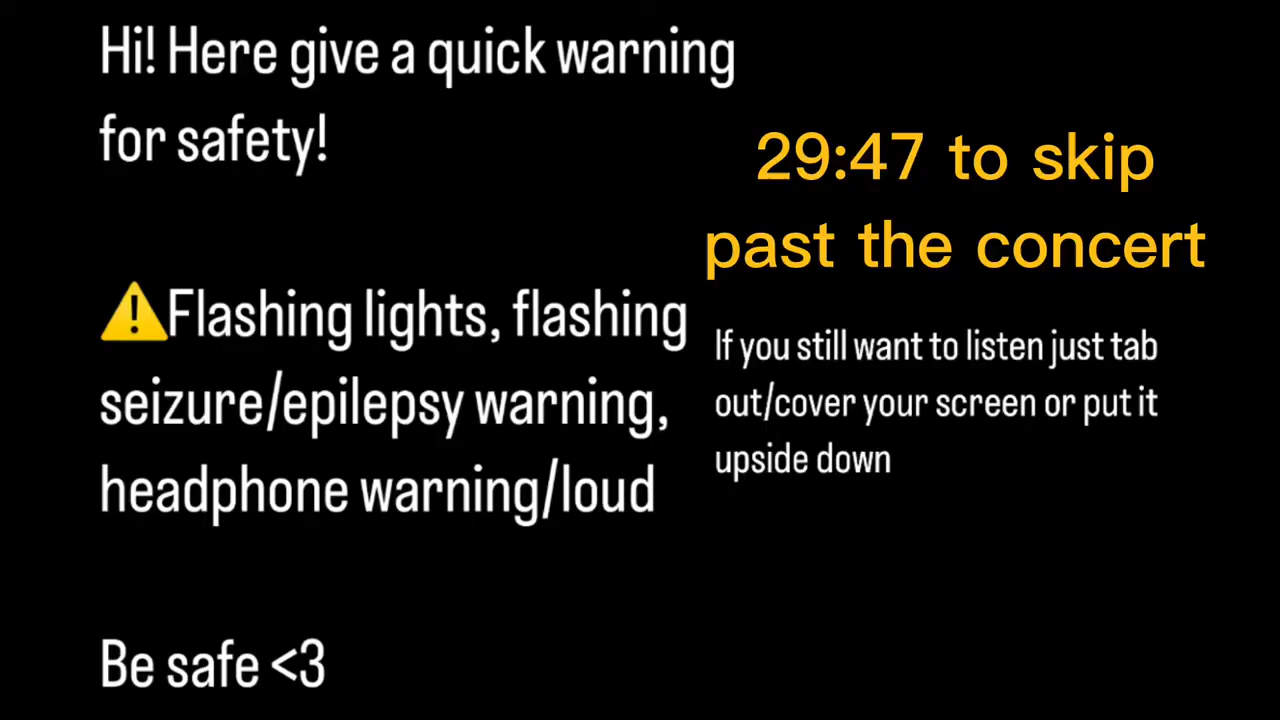 Hi! Here give a quick warning
for safety!
⚠️Flashing lights, flashing
seizure/epilepsy warning,
headphone warning/loud
Be safe <3
29:47 to skip
past the concert
If you still want to listen just tab
out/cover your screen or put it
upside down